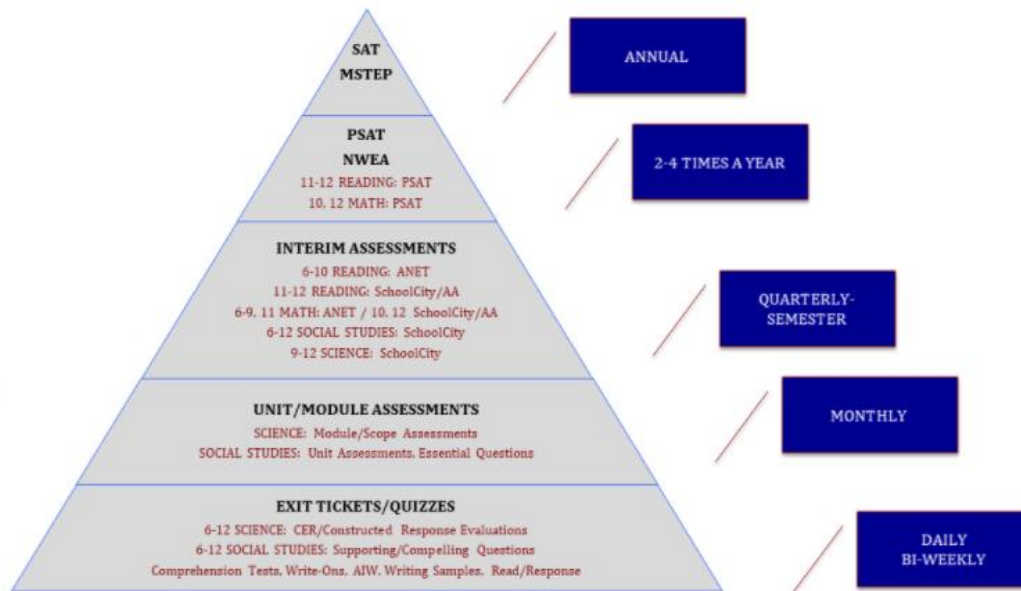 SAT
MSTEP
ANNUAL
PSAT
NWEA
11-12 READING: PSAT
10, 12 MATH: PSAT
2-4 TIMES A YEAR
INTERIM ASSESSMENTS
6-10 READING: ANET
11-12 READING: SchoolCity/AA
6-9, 11 MATH: ANET / 10, 12 SchoolCity/AA
6-12 SOCIAL STUDIES: SchoolCity
9-12 SCIENCE: SchoolCity
QUARTERLY-
SEMESTER
UNIT/MODULE ASSESSMENTS
SCIENCE: Module/Scope Assessments
SOCIAL STUDIES: Unit Assessments, Essential Questions
MONTHLY
EXIT TICKETS/QUIZZES
6-12 SCIENCE: CER/Constructed Response Evaluations
6-12 SOCIAL STUDIES: Supporting/Compelling Questions
Comprehension Tests, Write-Ons, AIW, Writing Samples, Read/Response
DAILY
BI-WEEKLY